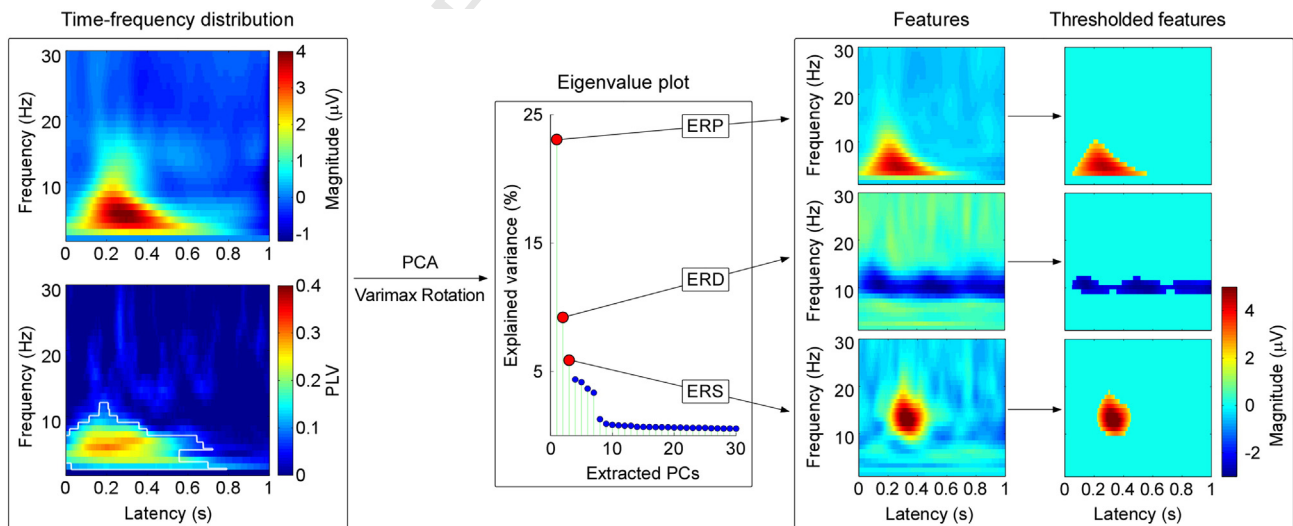 Time-frequency distribution
Frequency (Hz)
30
20
10
0 0.2 0.4 0.6 0.8 1
4
3
2
1
0
-1
Magnitude (μV)
Frequency (Hz)
30
20
10
0 0.2 0.4 0.6 0.8 1
Latency (s)
0.4
0.3
0.2
0.1
0
PLV
PCA
Varimax Rotation
Eigenvalue plot
Explained variance (%)
25
15
5
0 10 20 30
Extracted PCs
ERP
ERD
ERS
Features
Thresholded features
Frequency (Hz)
30
20
10
Frequency (Hz)
30
20
10
Frequency (Hz)
30
20
10
0 0.2 0.4 0.6 0.8 1
Latency (s)
0 0.2 0.4 0.6 0.8 1
Latency (s)
4
2
0
-2
Magnitude (μV)